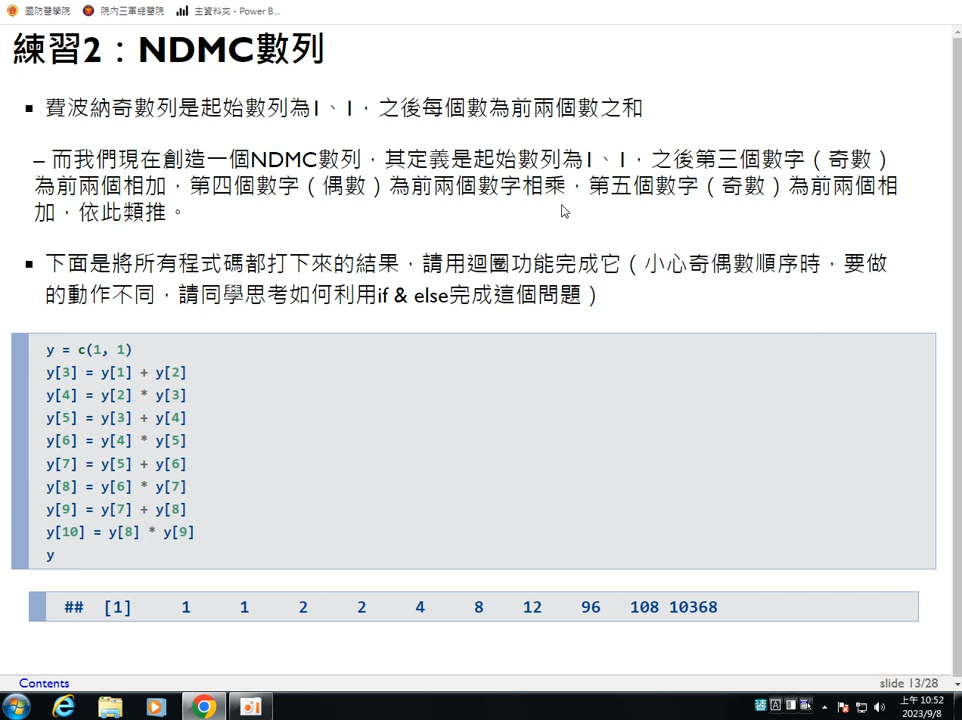 國防醫學院 院內三軍總醫院 主資料夾 - Power B...
練習2：NDMC數列
▪ 費波納奇數列是起始數列為1、1，之後每個數為前兩個數之和
– 而我們現在創造一個NDMC數列，其定義是起始數列為1、1，之後第三個數字（奇數）
為前兩個相加，第四個數字（偶數）為前兩個數字相乘，第五個數字（奇數）為前兩個相
加，依此類推。
▪ 下面是將所有程式碼都打下來的結果，請用迴圈功能完成它（小心奇偶數順序時，要做
的動作不同，請同學思考如何利用if & else完成這個問題）
y = c(1, 1)
y[3] = y[1] + y[2]
y[4] = y[2] * y[3]
y[5] = y[3] + y[4]
y[6] = y[4] * y[5]
y[7] = y[5] + y[6]
y[8] = y[6] * y[7]
y[9] = y[7] + y[8]
y[10] = y[8] * y[9]
y
## [1] 1 1 2 2 4 8 12 96 108 10368
Contents slide 13/28
上午 10:52
2023/9/8